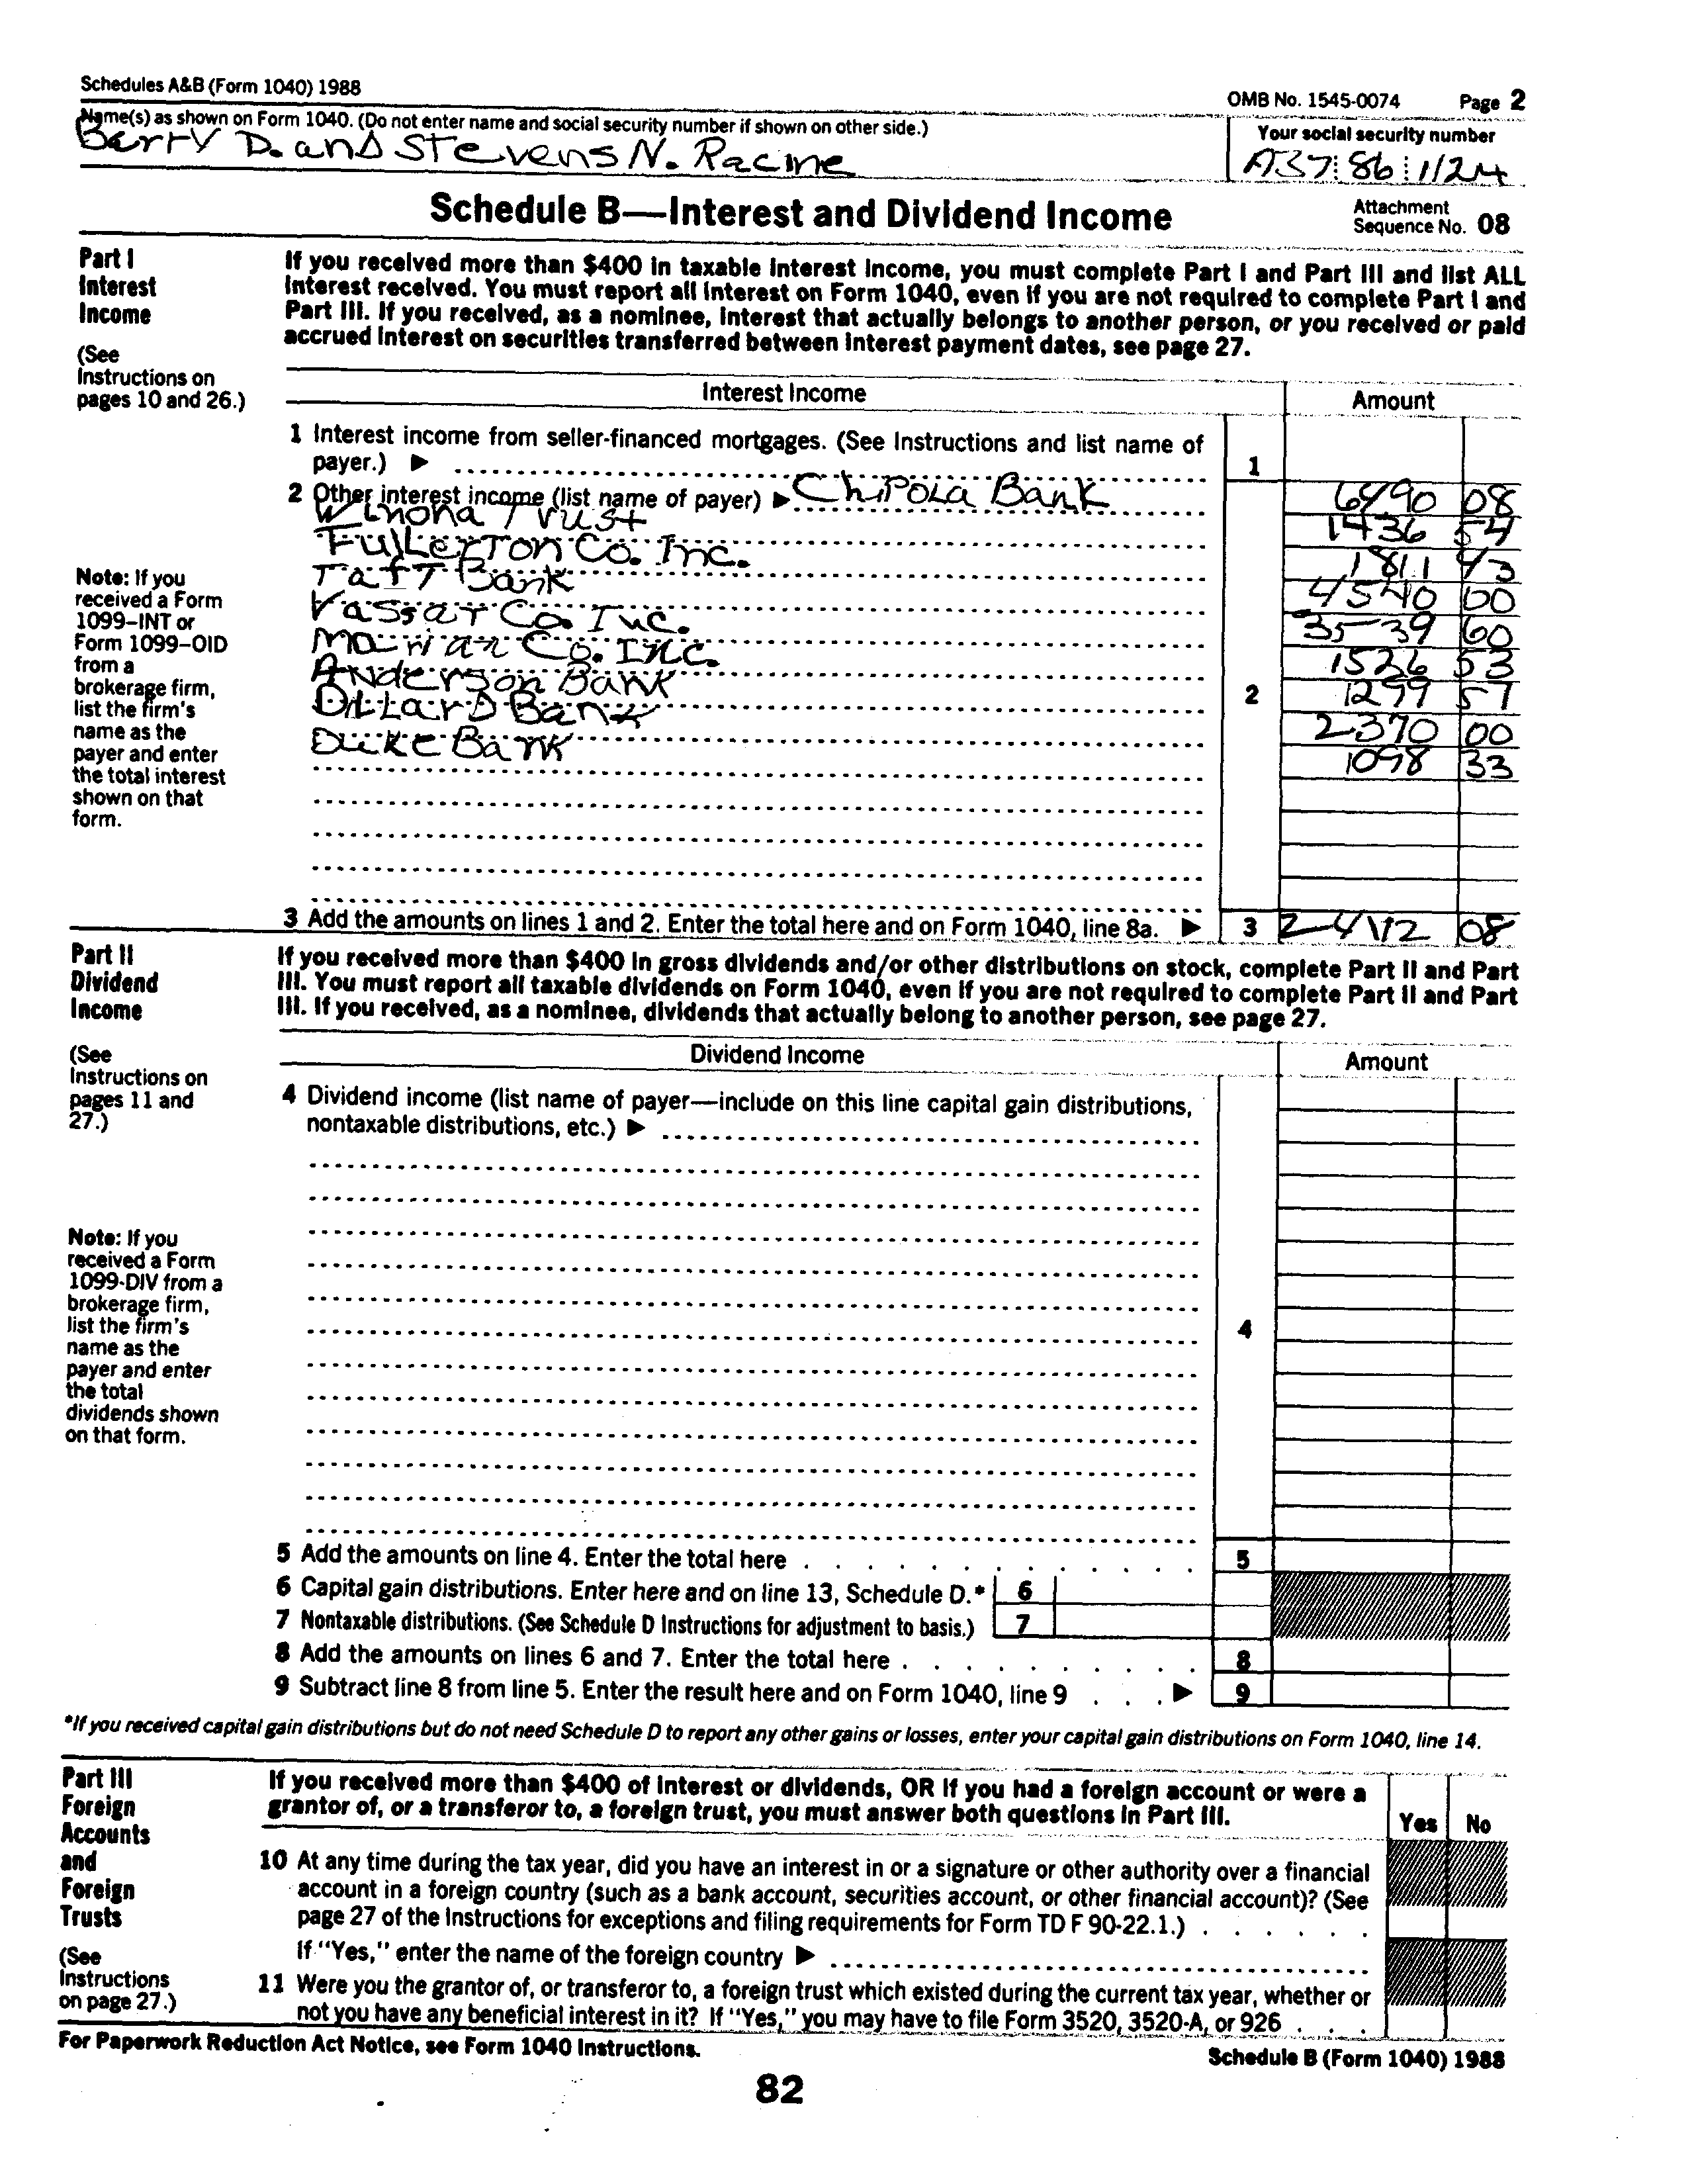 Schedules A&B (Form 1040) 1988
OMB No. 1545-0074 Page 2
Name(s) as shown on Form 1040. (Do not enter name and social security number if shown on other side.)
Your social security number
Barry D. and Stevens N. Racine
A37 86 1124
Schedule B—Interest and Dividend Income
Attachment
Sequence No. 08
Part I
Interest
Income
(See
Instructions on
pages 10 and 26.)
If you received more than $400 in taxable interest income, you must complete Part I and Part III and list ALL
interest received. You must report all interest on Form 1040, even if you are not required to complete Part I and
Part III. If you received, as a nominee, interest that actually belongs to another person, or you received or paid
accrued interest on securities transferred between interest payment dates, see page 27.
Interest Income
Amount
1 Interest income from seller-financed mortgages. (See Instructions and list name of
payer.) ▶
1
2 Other interest income (list name of payer) ▶ Chipola Bank 6490 08
Winona Trust 1436 54
Fullerton Co. Inc. 1811 43
Taft Bank 4540 00
Vassar Co. Inc. 3539 60
Co. Inc. 1526 53
Anderson Bank 1299 57
Dillard Bank 2370 00
Duke Bank 1098 33
2
Note: If you
received a Form
1099–INT or
Form 1099–OID
from a
brokerage firm,
list the firm's
name as the
payer and enter
the total interest
shown on that
form.
3 Add the amounts on lines 1 and 2. Enter the total here and on Form 1040, line 8a. ▶ 3 24112 08
Part II
Dividend
Income
(See
Instructions on
pages 11 and
27.)
If you received more than $400 in gross dividends and/or other distributions on stock, complete Part II and Part
III. You must report all taxable dividends on Form 1040, even if you are not required to complete Part II and Part
III. If you received, as a nominee, dividends that actually belong to another person, see page 27.
Dividend Income
Amount
4 Dividend income (list name of payer—include on this line capital gain distributions,
nontaxable distributions, etc.) ▶
4
Note: If you
received a Form
1099-DIV from a
brokerage firm,
list the firm's
name as the
payer and enter
the total
dividends shown
on that form.
5 Add the amounts on line 4. Enter the total here 5
6 Capital gain distributions. Enter here and on line 13, Schedule D.* 6
7 Nontaxable distributions. (See Schedule D Instructions for adjustment to basis.) 7
8 Add the amounts on lines 6 and 7. Enter the total here 8
9 Subtract line 8 from line 5. Enter the result here and on Form 1040, line 9 ▶ 9
*If you received capital gain distributions but do not need Schedule D to report any other gains or losses, enter your capital gain distributions on Form 1040, line 14.
Part III
Foreign
Accounts
and
Foreign
Trusts
(See
Instructions
on page 27.)
If you received more than $400 of interest or dividends, OR if you had a foreign account or were a
grantor of, or a transferor to, a foreign trust, you must answer both questions in Part III.
Yes No
10 At any time during the tax year, did you have an interest in or a signature or other authority over a financial
account in a foreign country (such as a bank account, securities account, or other financial account)? (See
page 27 of the Instructions for exceptions and filing requirements for Form TD F 90-22.1.)
If "Yes," enter the name of the foreign country ▶
11 Were you the grantor of, or transferor to, a foreign trust which existed during the current tax year, whether or
not you have any beneficial interest in it? If "Yes," you may have to file Form 3520, 3520-A, or 926
For Paperwork Reduction Act Notice, see Form 1040 Instructions.
Schedule B (Form 1040) 1988
82